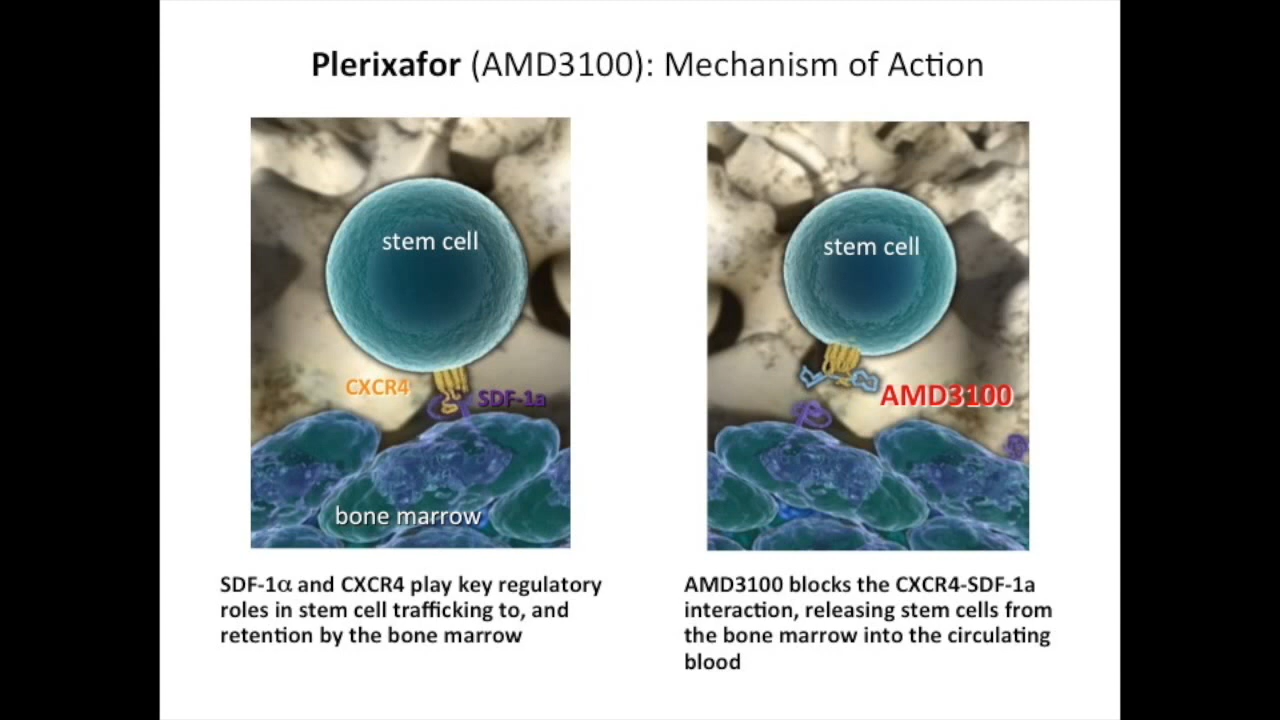 Plerixafor (AMD3100): Mechanism of Action
stem cell
CXCR4
SDF-1a
bone marrow
stem cell
AMD3100
SDF-1α and CXCR4 play key regulatory
roles in stem cell trafficking to, and
retention by the bone marrow
AMD3100 blocks the CXCR4-SDF-1a
interaction, releasing stem cells from
the bone marrow into the circulating
blood